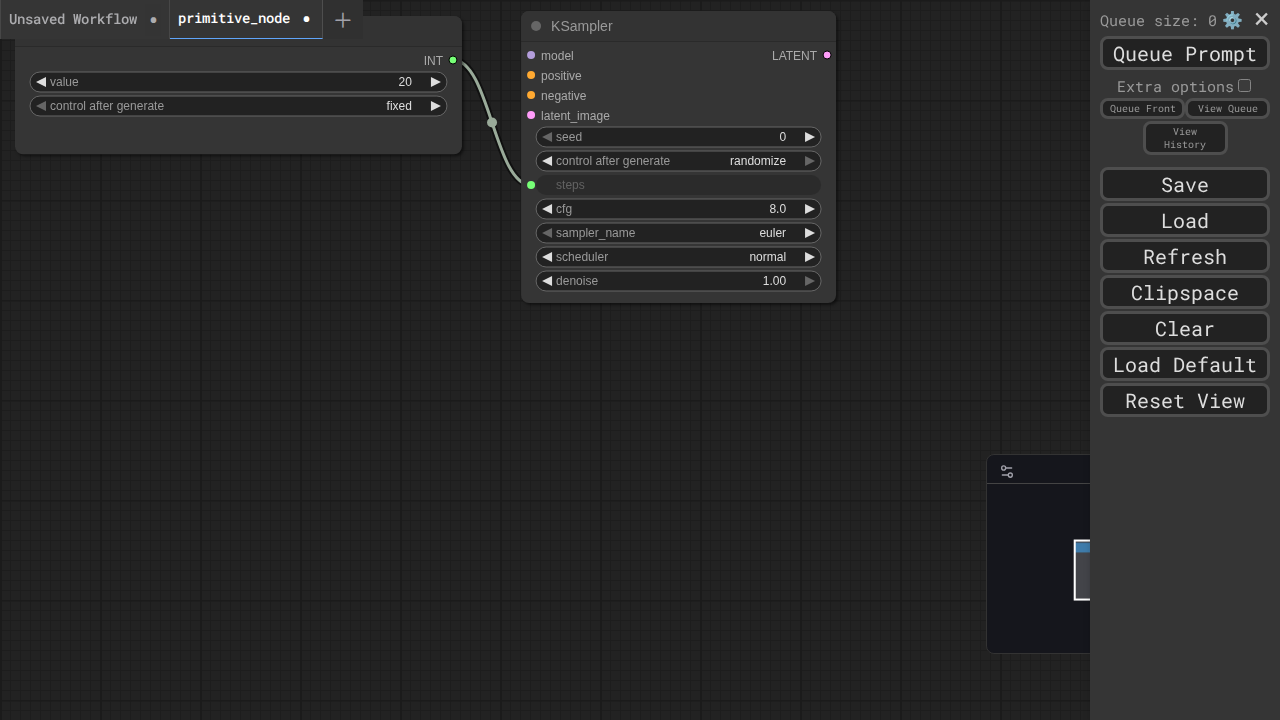 Unsaved Workflow
primitive_node
INT
value 20
control after generate fixed
KSampler
model LATENT
positive
negative
latent_image
seed 0
control after generate randomize
steps
cfg 8.0
sampler_name euler
scheduler normal
denoise 1.00
Queue size: 0
Queue Prompt
Extra options
Queue Front View Queue
View
History
Save
Load
Refresh
Clipspace
Clear
Load Default
Reset View